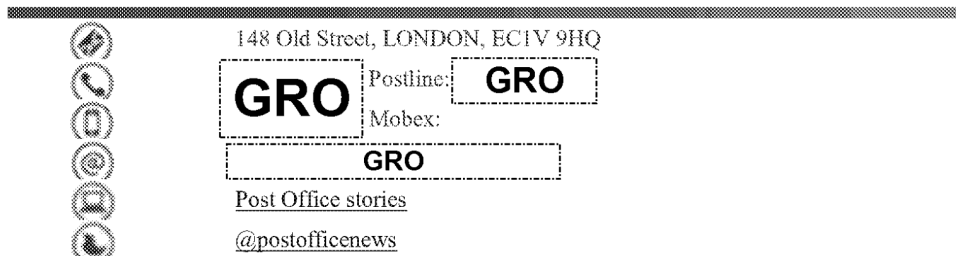 148 Old Street, LONDON, EC1V 9HQ
GRO Postline: GRO
Mobex:
GRO
Post Office stories
@postofficenews